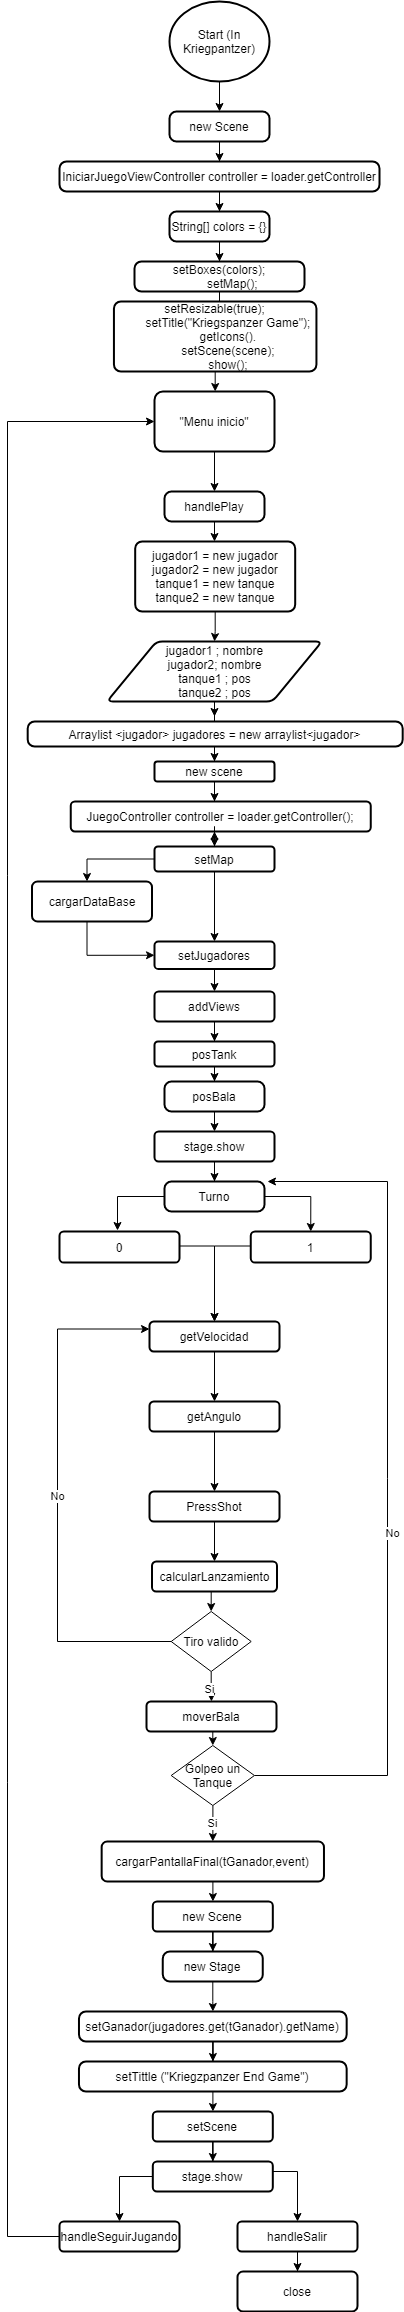 Start (In
Kriegpantzer)
new Scene
IniciarJuegoViewController controller = loader.getController
String[] colors = {}
setBoxes(colors);
setMap();
setResizable(true);
setTitle("Kriegspanzer Game");
getIcons().
setScene(scene);
show();
"Menu inicio"
handlePlay
jugador1 = new jugador
jugador2 = new jugador
tanque1 = new tanque
tanque2 = new tanque
jugador1 ; nombre
jugador2; nombre
tanque1 ; pos
tanque2 ; pos
Arraylist <jugador> jugadores = new arraylist<jugador>
new scene
JuegoController controller = loader.getController();
setMap
cargarDataBase
setJugadores
addViews
posTank
posBala
stage.show
Turno
0
1
getVelocidad
getAngulo
No
PressShot
No
calcularLanzamiento
Tiro valido
Si
moverBala
Golpeo un
Tanque
Si
cargarPantallaFinal(tGanador,event)
new Scene
new Stage
setGanador(jugadores.get(tGanador).getName)
setTittle ("Kriegzpanzer End Game")
setScene
stage.show
handleSeguirJugando
handleSalir
close